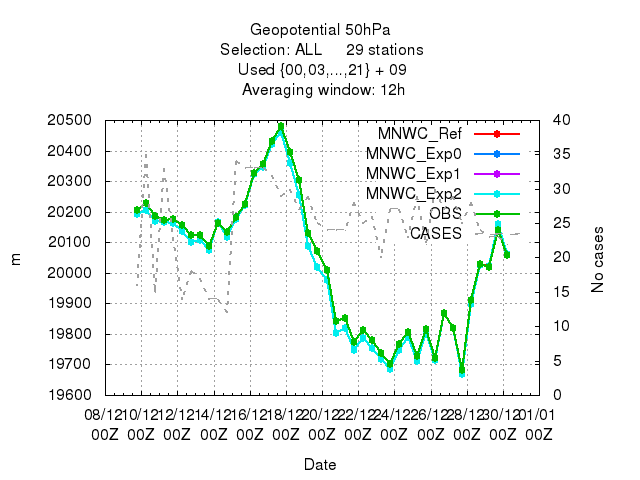 Geopotential 50hPa
Selection: ALL 29 stations
Used {00,03,...,21} + 09
Averaging window: 12h
20500 40
MNWC_Ref
20400 35
MNWC_Exp0
20300 30
MNWC_Exp1
MNWC_Exp2
20200 25
OBS
20100 20
CASES
20000
19900 15
19800 10
19700 5
19600 0
m
No cases
08/12 10/12 12/12 14/12 16/12 18/12 20/12 22/12 24/12 26/12 28/12 30/12 01/01
00Z 00Z 00Z 00Z 00Z 00Z 00Z 00Z 00Z 00Z 00Z 00Z 00Z
Date